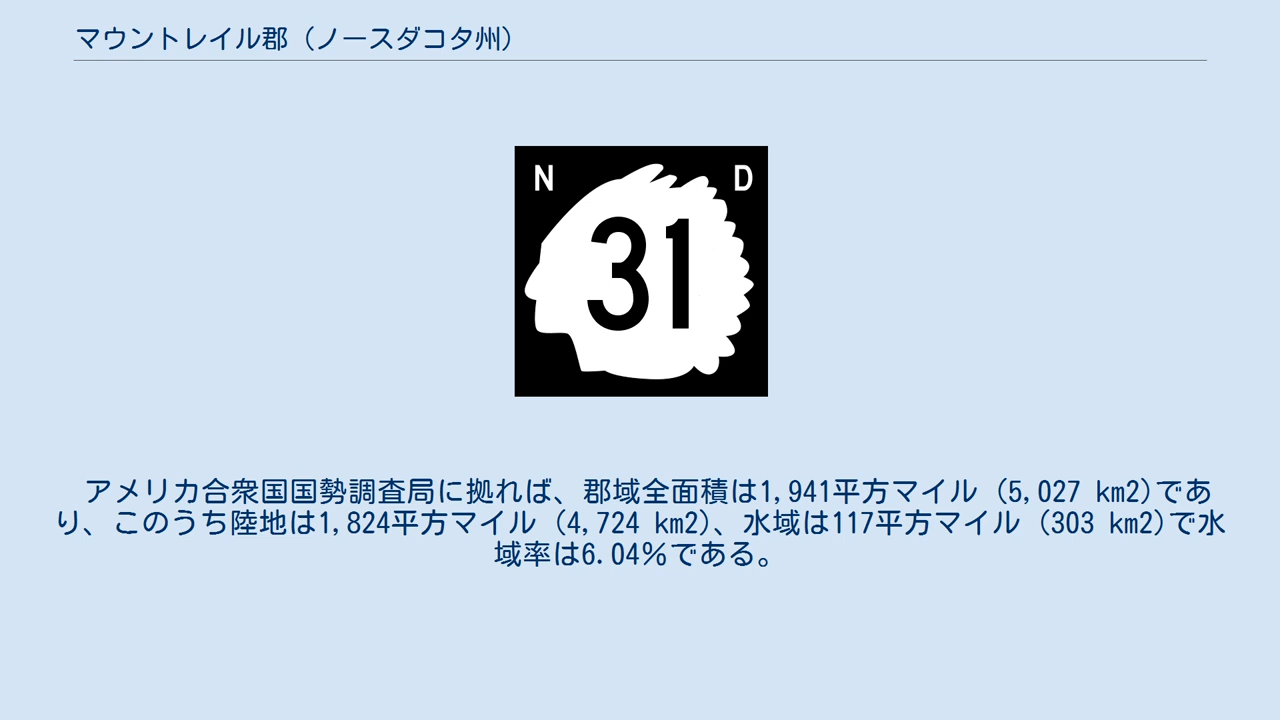 マウントレイル郡 (ノースダコタ州)
N D
31
アメリカ合衆国国勢調査局に拠れば、郡域全面積は1,941平方マイル (5,027 km2)であ
り、このうち陸地は1,824平方マイル (4,724 km2)、水域は117平方マイル (303 km2)で水
域率は6.04%である。